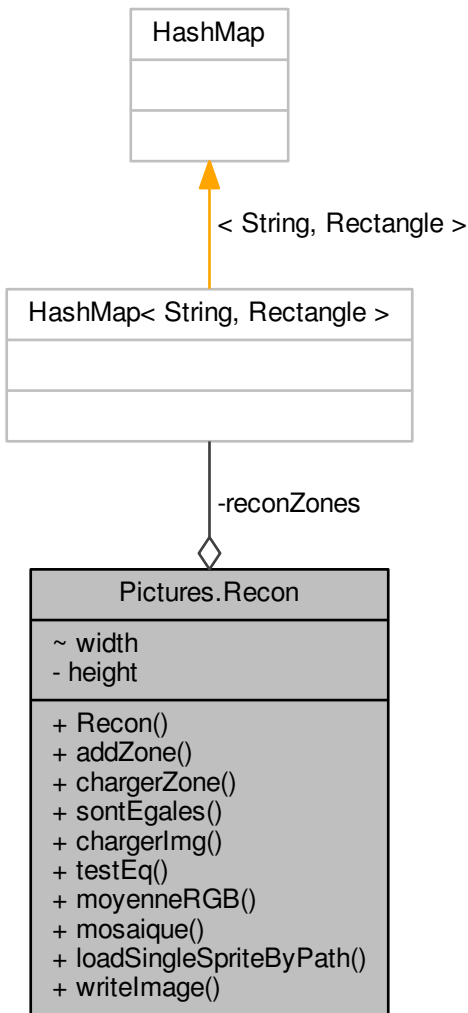 HashMap
< String, Rectangle >
HashMap< String, Rectangle >
-reconZones
Pictures.Recon
~ width
- height
+ Recon()
+ addZone()
+ chargerZone()
+ sontEgales()
+ chargerImg()
+ testEq()
+ moyenneRGB()
+ mosaique()
+ loadSingleSpriteByPath()
+ writeImage()